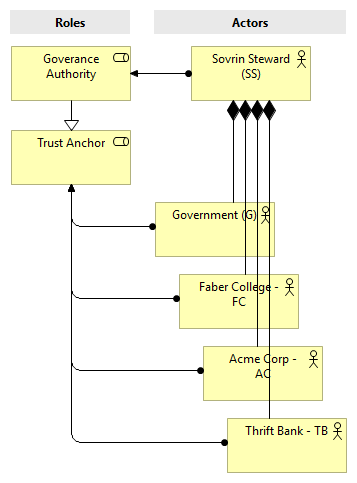 Roles
Actors
Goverance
Authority
Sovrin Steward
(SS)
Trust Anchor
Government (G)
Faber College -
FC
Acme Corp -
AC
Thrift Bank - TB